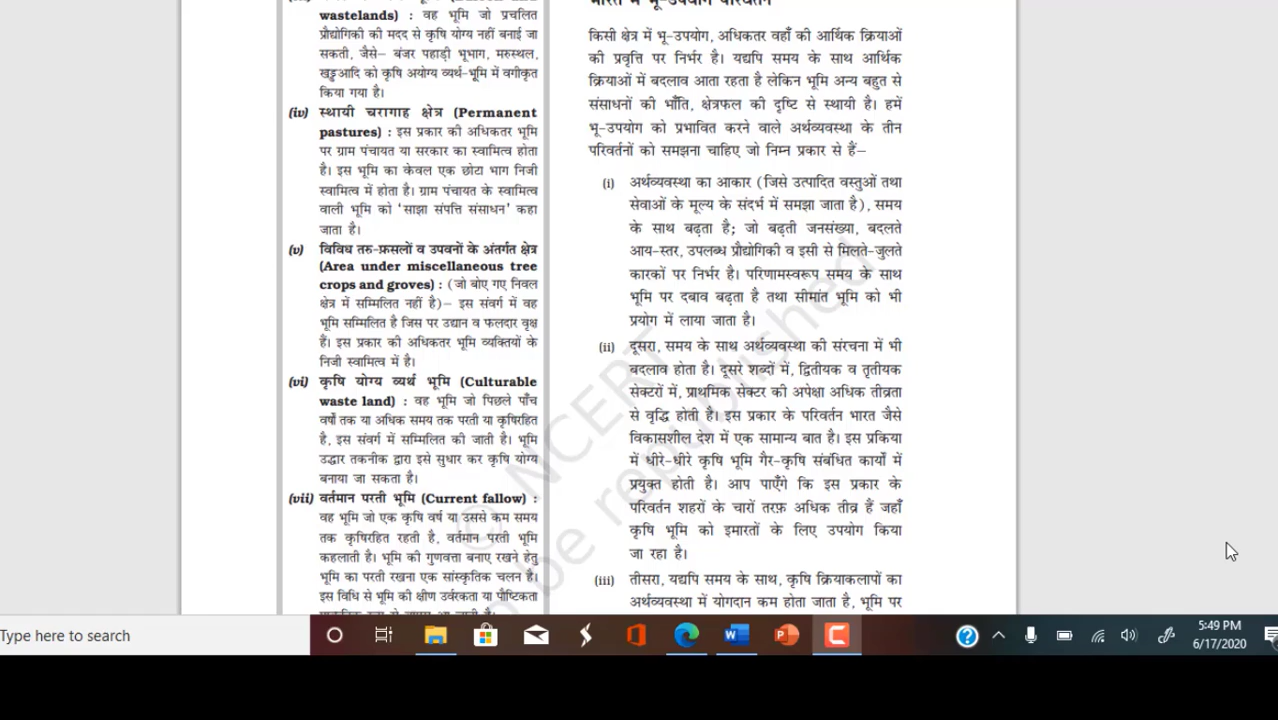 wastelands) : वह भूमि जो प्रचलित
प्रौद्योगिकी की मदद से कृषि योग्य नहीं बनाई जा
सकती, जैसे– बंजर पहाड़ी भूभाग, मरुस्थल,
खड्डआदि को कृषि अयोग्य व्यर्थ-भूमि में वर्गीकृत
किया गया है।
(iv) स्थायी चरागाह क्षेत्र (Permanent
pastures) : इस प्रकार की अधिकतर भूमि
पर ग्राम पंचायत या सरकार का स्वामित्व होता
है। इस भूमि का केवल एक छोटा भाग निजी
स्वामित्व में होता है। ग्राम पंचायत के स्वामित्व
वाली भूमि को ‘साझा संपत्ति संसाधन’ कहा
जाता है।
(v) विविध तरु-फ़सलों व उपवनों के अंतर्गत क्षेत्र
(Area under miscellaneous tree
crops and groves) : (जो बोए गए निवल
क्षेत्र में सम्मिलित नहीं है)– इस संवर्ग में वह
भूमि सम्मिलित है जिस पर उद्यान व फलदार वृक्ष
हैं। इस प्रकार की अधिकतर भूमि व्यक्तियों के
निजी स्वामित्व में है।
(vi) कृषि योग्य व्यर्थ भूमि (Culturable
waste land) : वह भूमि जो पिछले पाँच
वर्षों तक या अधिक समय तक परती या कृषिरहित
है, इस संवर्ग में सम्मिलित की जाती है। भूमि
उद्धार तकनीक द्वारा इसे सुधार कर कृषि योग्य
बनाया जा सकता है।
(vii) वर्तमान परती भूमि (Current fallow) :
वह भूमि जो एक कृषि वर्ष या उससे कम समय
तक कृषिरहित रहती है, वर्तमान परती भूमि
कहलाती है। भूमि की गुणवत्ता बनाए रखने हेतु
भूमि का परती रखना एक सांस्कृतिक चलन है।
इस विधि से भूमि की क्षीण उर्वरकता या पौष्टिकता
भारत में भू-उपयोग परिवर्तन
किसी क्षेत्र में भू-उपयोग, अधिकतर वहाँ की आर्थिक क्रियाओं
की प्रवृत्ति पर निर्भर है। यद्यपि समय के साथ आर्थिक
क्रियाओं में बदलाव आता रहता है लेकिन भूमि अन्य बहुत से
संसाधनों की भाँति, क्षेत्रफल की दृष्टि से स्थायी है। हमें
भू-उपयोग को प्रभावित करने वाले अर्थव्यवस्था के तीन
परिवर्तनों को समझना चाहिए जो निम्न प्रकार से हैं–
(i) अर्थव्यवस्था का आकार (जिसे उत्पादित वस्तुओं तथा
सेवाओं के मूल्य के संदर्भ में समझा जाता है), समय
के साथ बढ़ता है; जो बढ़ती जनसंख्या, बदलते
आय-स्तर, उपलब्ध प्रौद्योगिकी व इसी से मिलते-जुलते
कारकों पर निर्भर है। परिणामस्वरूप समय के साथ
भूमि पर दबाव बढ़ता है तथा सीमांत भूमि को भी
प्रयोग में लाया जाता है।
(ii) दूसरा, समय के साथ अर्थव्यवस्था की संरचना में भी
बदलाव होता है। दूसरे शब्दों में, द्वितीयक व तृतीयक
सेक्टरों में, प्राथमिक सेक्टर की अपेक्षा अधिक तीव्रता
से वृद्धि होती है। इस प्रकार के परिवर्तन भारत जैसे
विकासशील देश में एक सामान्य बात है। इस प्रकिया
में धीरे-धीरे कृषि भूमि गैर-कृषि संबंधित कार्यों में
प्रयुक्त होती है। आप पाएँगे कि इस प्रकार के
परिवर्तन शहरों के चारों तरफ़ अधिक तीव्र हैं जहाँ
कृषि भूमि को इमारतों के लिए उपयोग किया
जा रहा है।
(iii) तीसरा, यद्यपि समय के साथ, कृषि क्रियाकलापों का
अर्थव्यवस्था में योगदान कम होता जाता है, भूमि पर
© NCERT
be republished
Type here to search
5:49 PM
6/17/2020